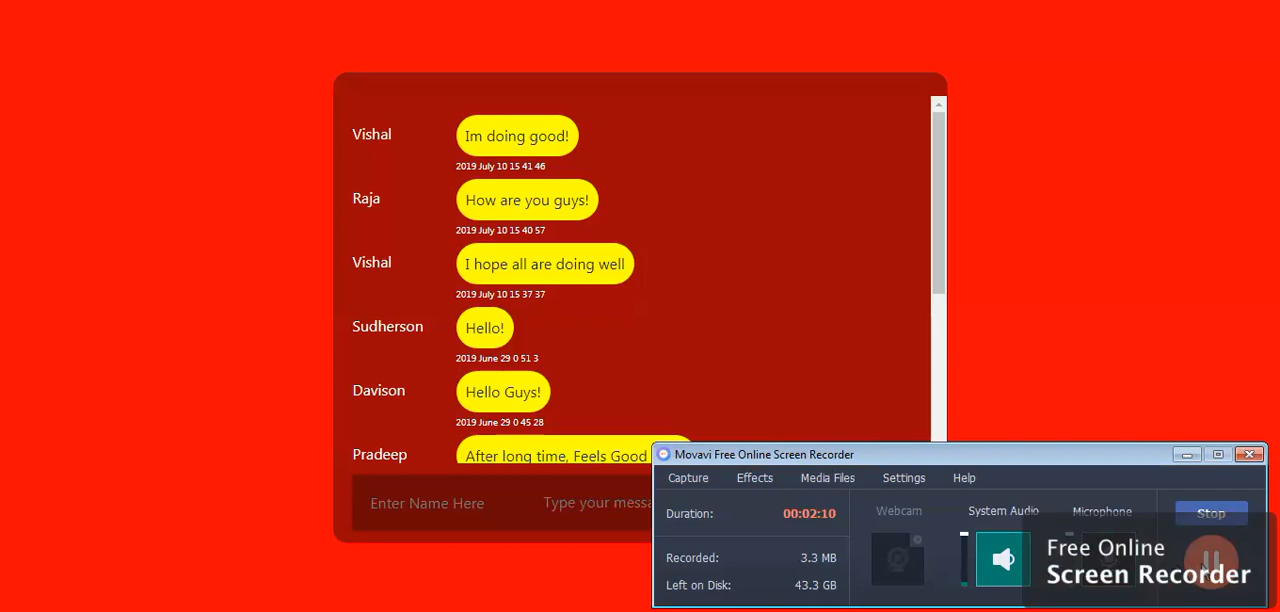 Vishal
Im doing good!
2019 July 10 15 41 46
Raja
How are you guys!
2019 July 10 15 40 57
Vishal
I hope all are doing well
2019 July 10 15 37 37
Sudherson
Hello!
2019 June 29 0 51 3
Davison
Hello Guys!
2019 June 29 0 45 28
Pradeep
After long time, Feels Good
Enter Name Here
Type your messa
Movavi Free Online Screen Recorder
Capture Effects Media Files Settings Help
Duration: 00:02:10
Webcam System Audio Microphone
Stop
Recorded: 3.3 MB
Left on Disk: 43.3 GB
Free Online
Screen Recorder